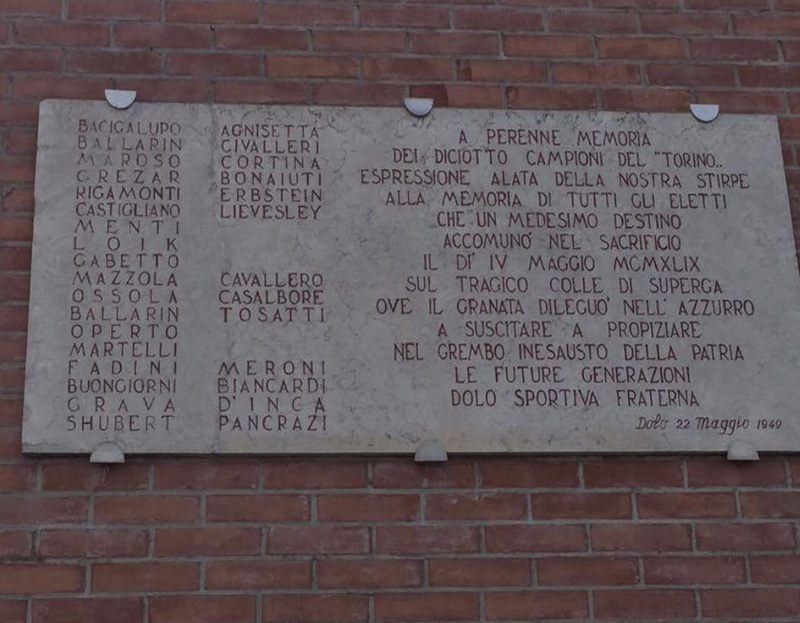 BACIGALUPO
BALLARIN
MAROSO
GREZAR
RIGAMONTI
CASTIGLIANO
MENTI
LOIK
GABETTO
MAZZOLA
OSSOLA
BALLARIN
OPERTO
MARTELLI
FADINI
BUONGIORNI
GRAVA
SHUBERT
AGNISETTA
CIVALLERI
CORTINA
BONAIUTI
ERBSTEIN
LIEVESLEY
CAVALLERO
CASALBORE
TOSATTI
MERONI
BIANCARDI
D'INCA
PANCRAZI
A PERENNE MEMORIA
DEI DICIOTTO CAMPIONI DEL "TORINO..
ESPRESSIONE ALATA DELLA NOSTRA STIRPE
ALLA MEMORIA DI TUTTI GLI ELETTI
CHE UN MEDESIMO DESTINO
ACCOMUNO' NEL SACRIFICIO
IL DI' IV MAGGIO MCMXLIX
SUL TRAGICO COLLE DI SUPERGA
OVE IL GRANATA DILEGUO' NELL'AZZURRO
A SUSCITARE A PROPIZIARE
NEL GREMBO INESAUSTO DELLA PATRIA
LE FUTURE GENERAZIONI
DOLO SPORTIVA FRATERNA
Dolo 22 Maggio 1949